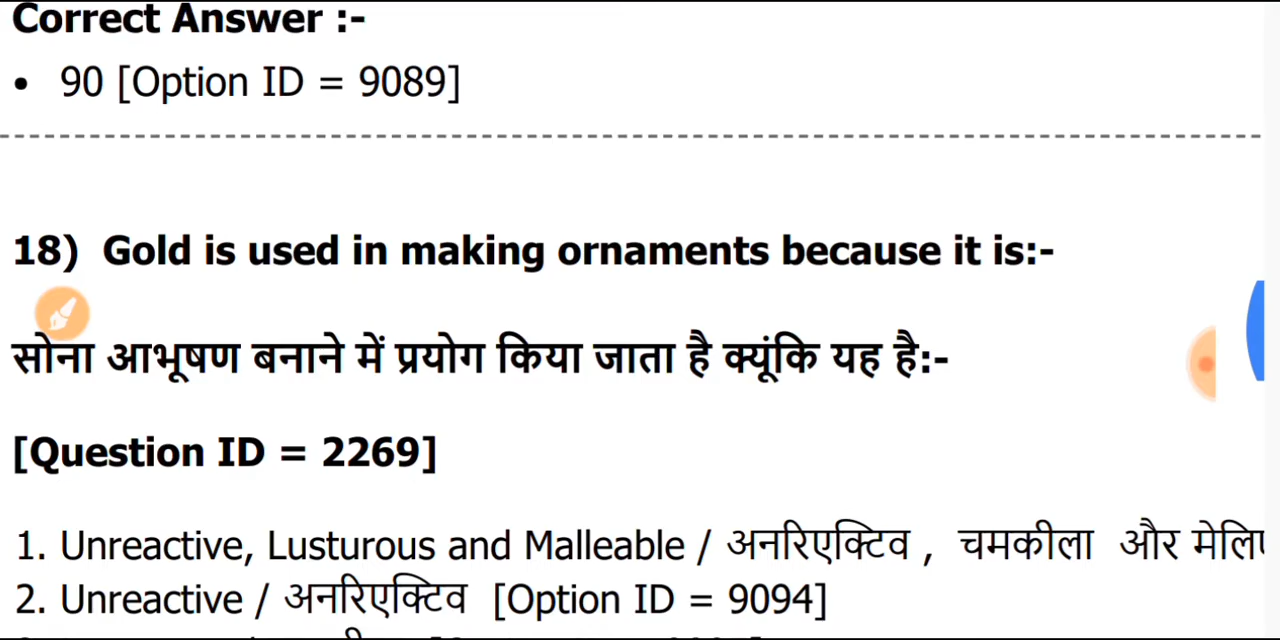 Correct Answer :-
• 90 [Option ID = 9089]
18) Gold is used in making ornaments because it is:-
सोना आभूषण बनाने में प्रयोग किया जाता है क्यूंकि यह है:-
[Question ID = 2269]
1. Unreactive, Lusturous and Malleable / अनरिएक्टिव , चमकीला और
2. Unreactive / अनरिएक्टिव [Option ID = 9094]